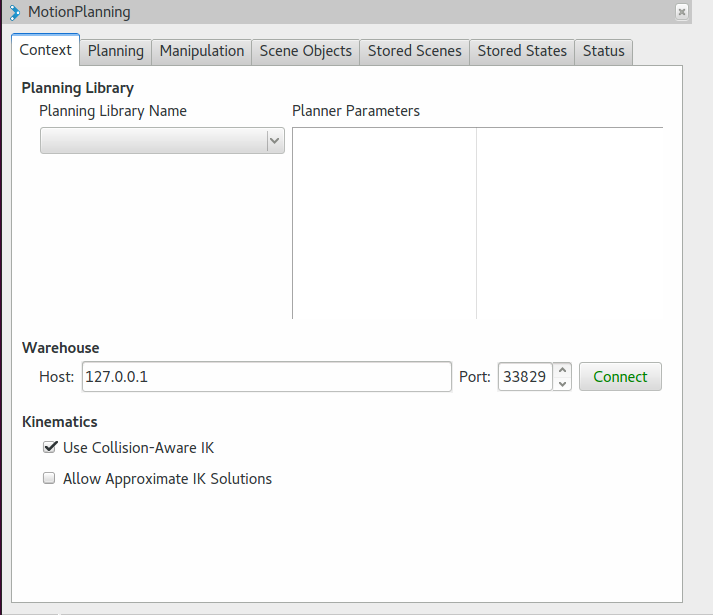 MotionPlanning
Context Planning Manipulation Scene Objects Stored Scenes Stored States Status
Planning Library
Planning Library Name Planner Parameters
Warehouse
Host: 127.0.0.1 Port: 33829 Connect
Kinematics
Use Collision-Aware IK
Allow Approximate IK Solutions